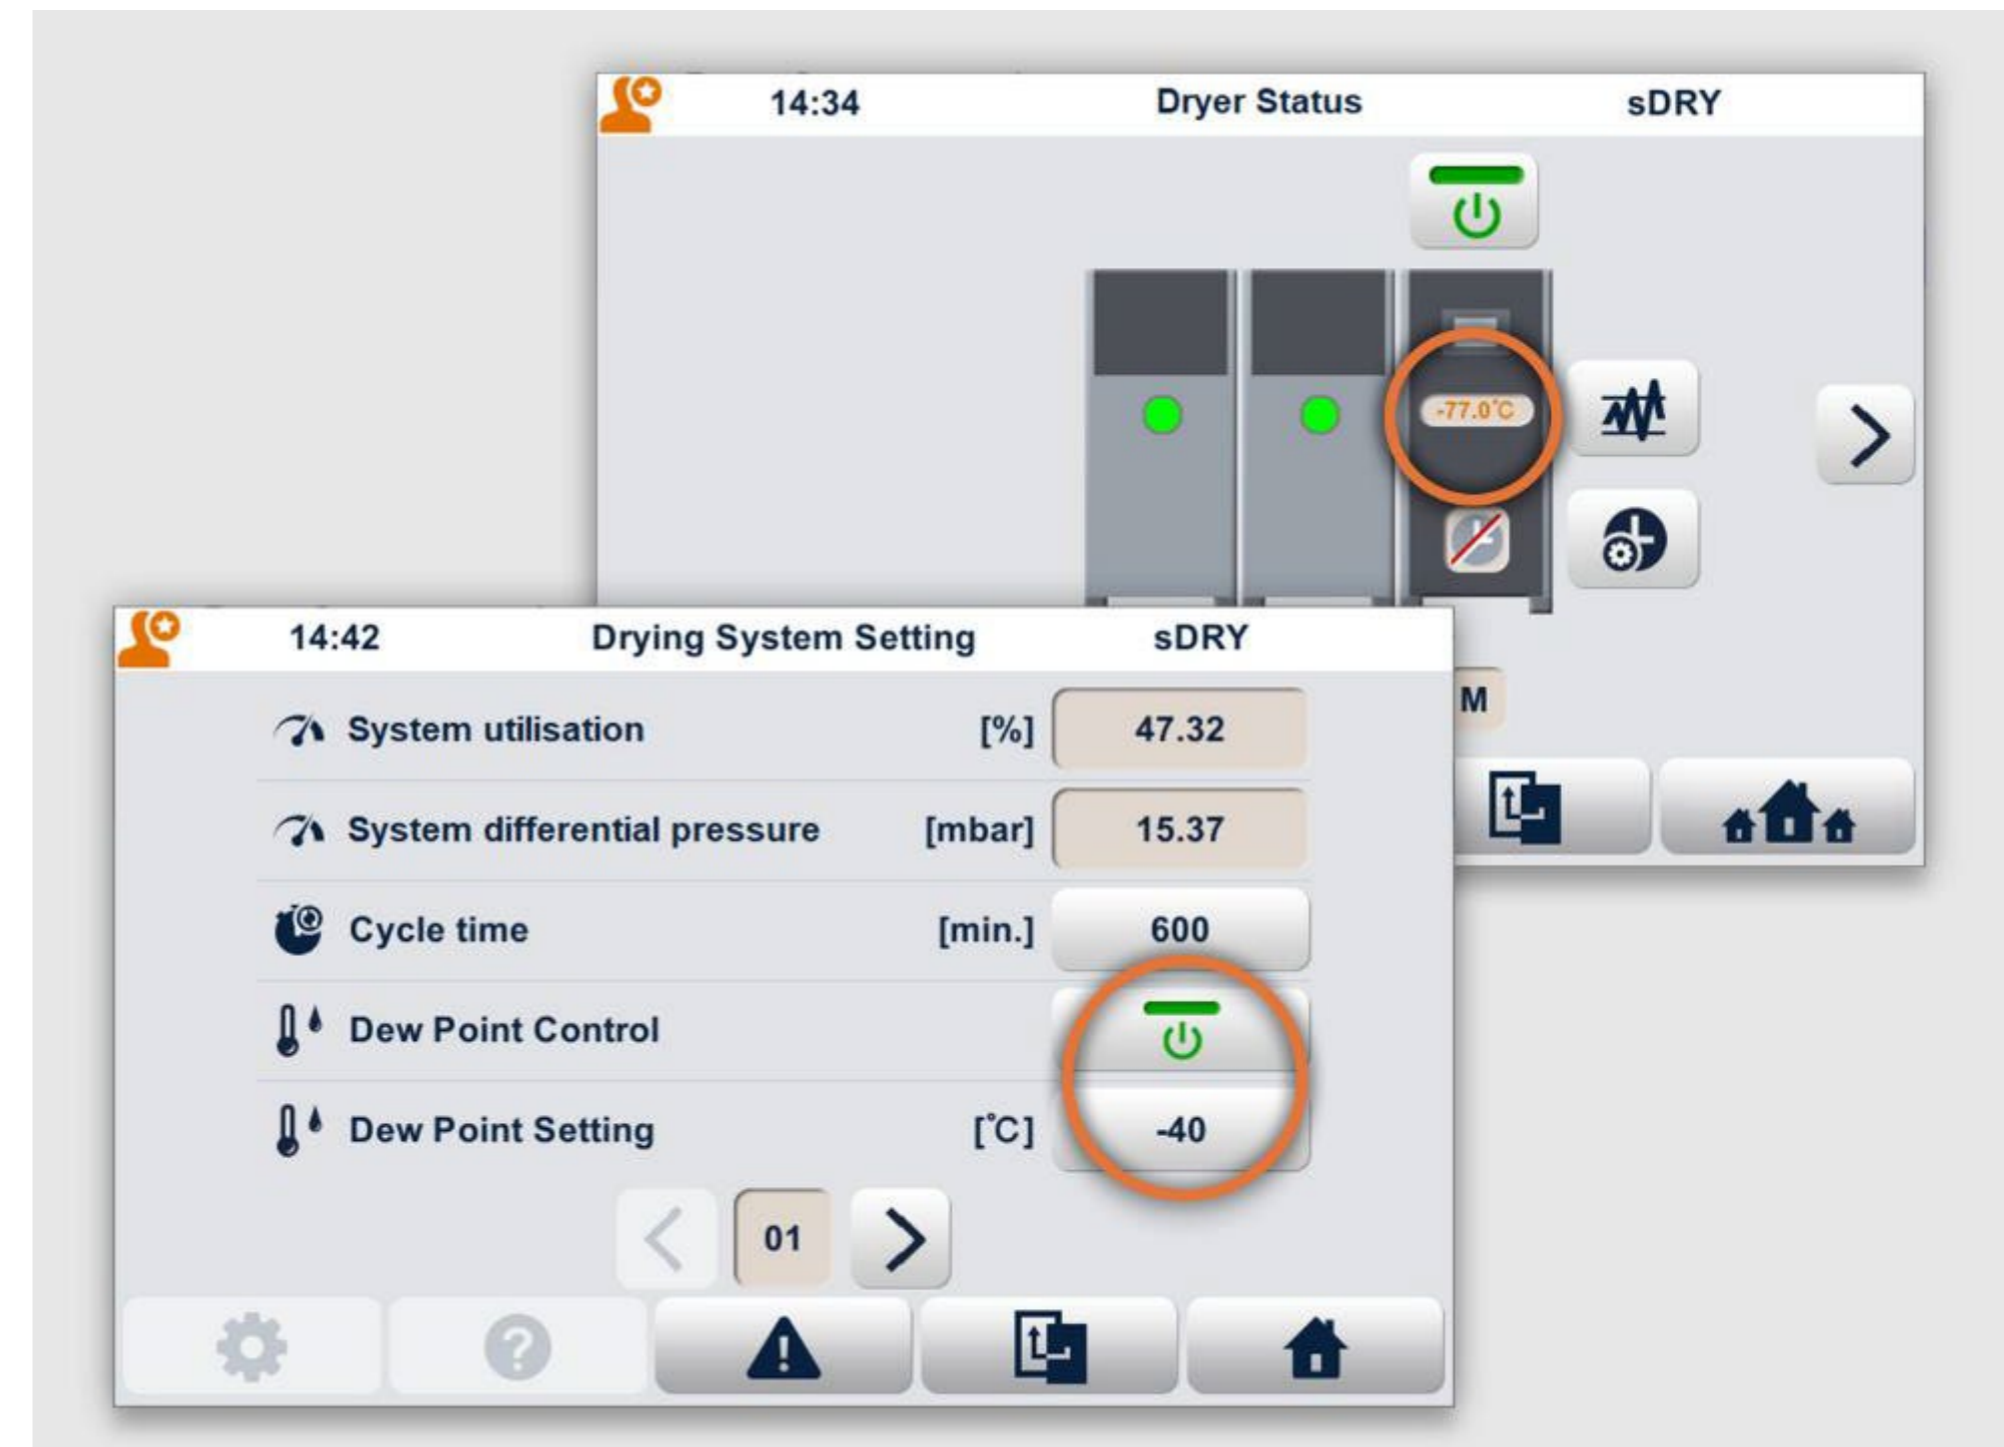 14:34 Dryer Status sDRY
-77.0°C
M
14:42 Drying System Setting sDRY
System utilisation [%] 47.32
System differential pressure [mbar] 15.37
Cycle time [min.] 600
Dew Point Control
Dew Point Setting [°C] -40
01